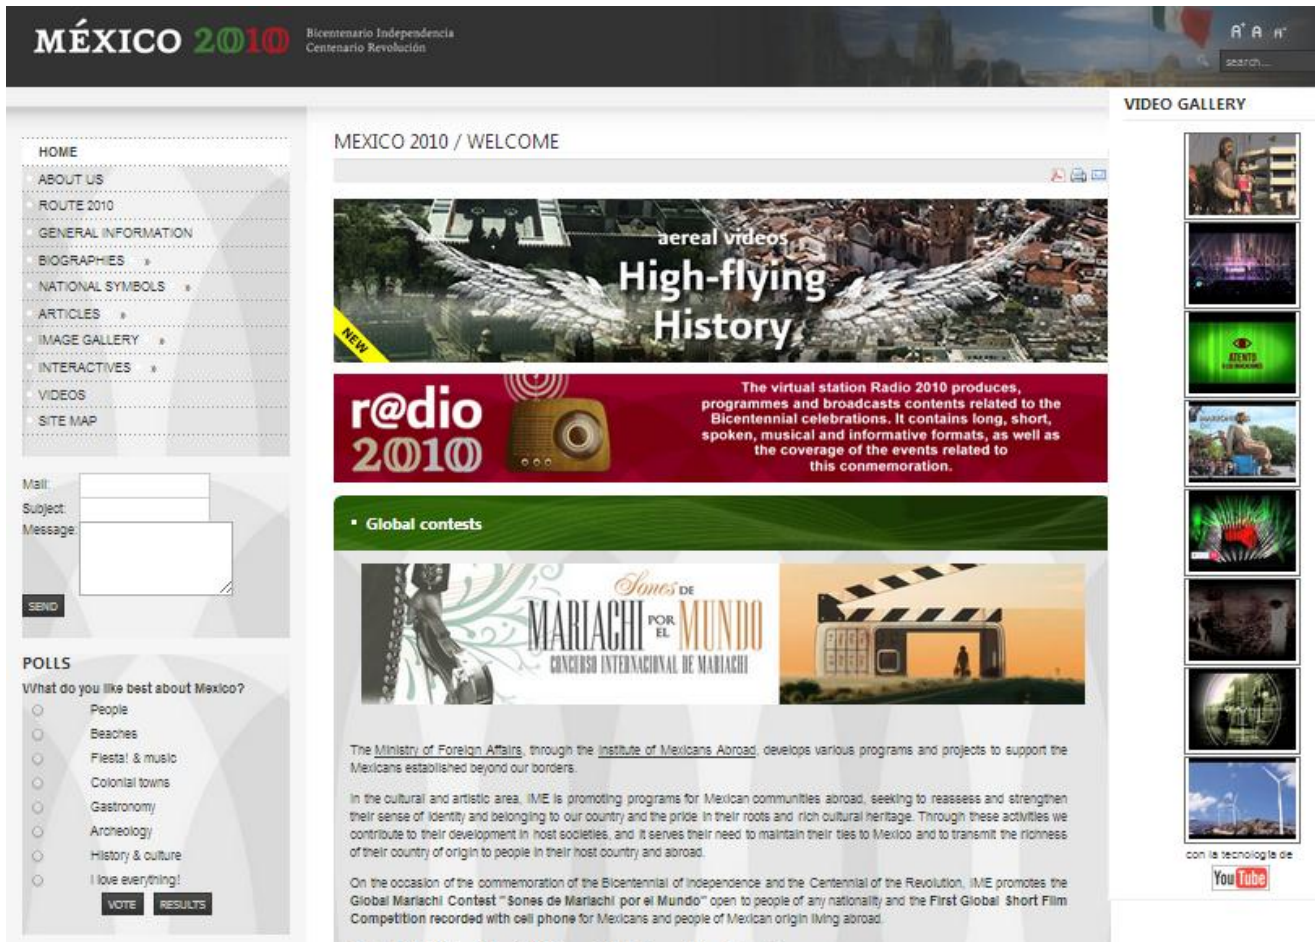 MÉXICO 2010
Bicentenario Independencia
Centenario Revolución
A+ A A-
search...
HOME
ABOUT US
ROUTE 2010
GENERAL INFORMATION
BIOGRAPHIES »
NATIONAL SYMBOLS »
ARTICLES »
IMAGE GALLERY »
INTERACTIVES »
VIDEOS
SITE MAP
Mail:
Subject:
Message:
SEND
POLLS
What do you like best about Mexico?
People
Beaches
Fiesta! & music
Colonial towns
Gastronomy
Archeology
History & culture
I love everything!
VOTE RESULTS
MEXICO 2010 / WELCOME
aereal videos
High-flying
History
NEW
r@dio
2010
The virtual station Radio 2010 produces,
programmes and broadcasts contents related to the
Bicentennial celebrations. It contains long, short,
spoken, musical and informative formats, as well as
the coverage of the events related to
this conmemoration.
Global contests
Sones DE
MARIACHI POR EL MUNDO
CONCURSO INTERNACIONAL DE MARIACHI
The Ministry of Foreign Affairs, through the Institute of Mexicans Abroad, develops various programs and projects to support the
Mexicans established beyond our borders.
In the cultural and artistic area, IME is promoting programs for Mexican communities abroad, seeking to reassess and strengthen
their sense of identity and belonging to our country and the pride in their roots and rich cultural heritage. Through these activities we
contribute to their development in host societies, and it serves their need to maintain their ties to Mexico and to transmit the richness
of their country of origin to people in their host country and abroad.
On the occasion of the commemoration of the Bicentennial of Independence and the Centennial of the Revolution, IME promotes the
Global Mariachi Contest "Sones de Mariachi por el Mundo" open to people of any nationality and the First Global Short Film
Competition recorded with cell phone for Mexicans and people of Mexican origin living abroad.
VIDEO GALLERY
ATENTO
con la tecnología de
YouTube